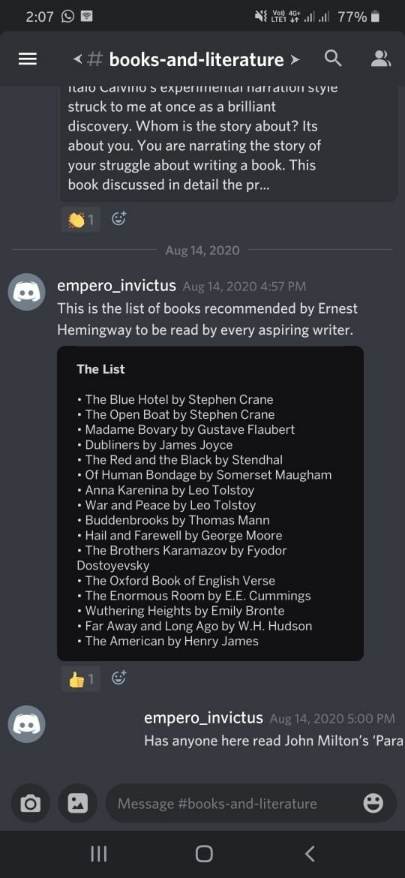 2:07
Vo)) 4G+
LTE1
77%
# books-and-literature
Italo Calvino's experimental narration style
struck to me at once as a brilliant
discovery. Whom is the story about? Its
about you. You are narrating the story of
your struggle about writing a book. This
book discussed in detail the pr...
1
Aug 14, 2020
empero_invictus Aug 14, 2020 4:57 PM
This is the list of books recommended by Ernest
Hemingway to be read by every aspiring writer.
The List
• The Blue Hotel by Stephen Crane
• The Open Boat by Stephen Crane
• Madame Bovary by Gustave Flaubert
• Dubliners by James Joyce
• The Red and the Black by Stendhal
• Of Human Bondage by Somerset Maugham
• Anna Karenina by Leo Tolstoy
• War and Peace by Leo Tolstoy
• Buddenbrooks by Thomas Mann
• Hail and Farewell by George Moore
• The Brothers Karamazov by Fyodor
Dostoyevsky
• The Oxford Book of English Verse
• The Enormous Room by E.E. Cummings
• Wuthering Heights by Emily Bronte
• Far Away and Long Ago by W.H. Hudson
• The American by Henry James
1
empero_invictus Aug 14, 2020 5:00 PM
Has anyone here read John Milton's 'Para
Message #books-and-literature